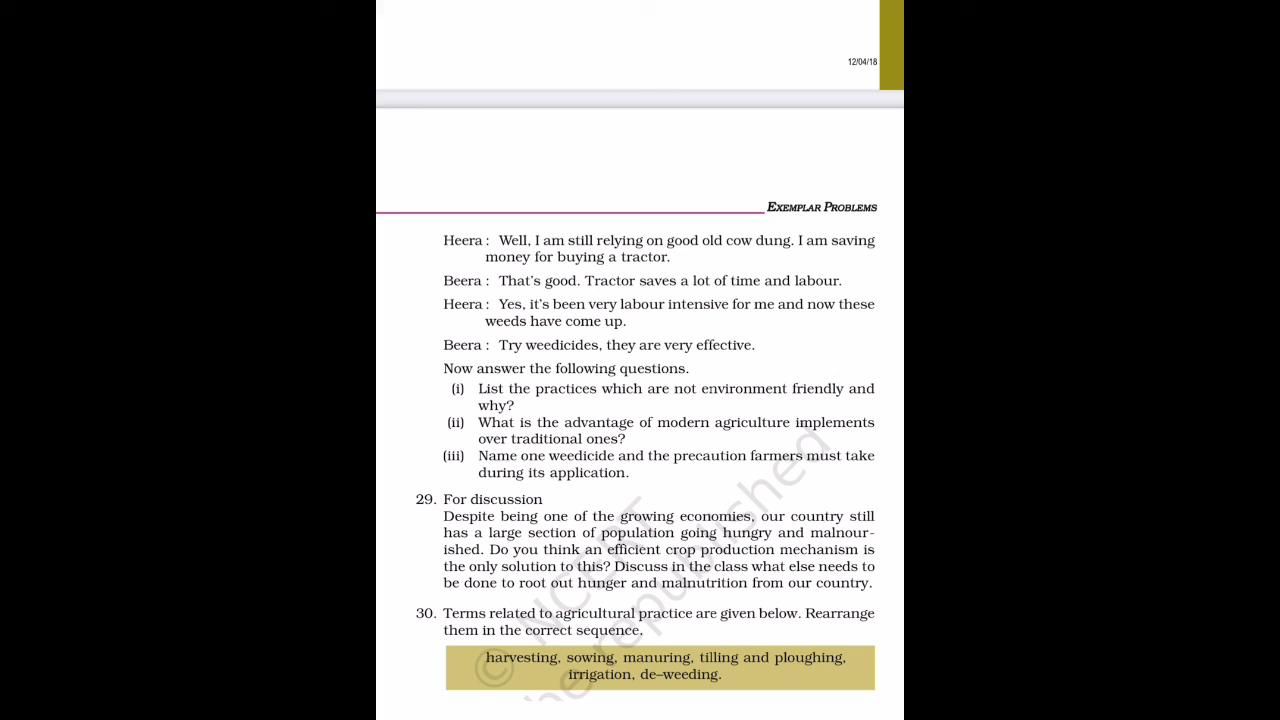 12/04/18
EXEMPLAR PROBLEMS
Heera : Well, I am still relying on good old cow dung. I am saving
money for buying a tractor.
Beera : That's good. Tractor saves a lot of time and labour.
Heera : Yes, it's been very labour intensive for me and now these
weeds have come up.
Beera : Try weedicides, they are very effective.
Now answer the following questions.
(i) List the practices which are not environment friendly and
why?
(ii) What is the advantage of modern agriculture implements
over traditional ones?
(iii) Name one weedicide and the precaution farmers must take
during its application.
29. For discussion
Despite being one of the growing economies, our country still
has a large section of population going hungry and malnour-
ished. Do you think an efficient crop production mechanism is
the only solution to this? Discuss in the class what else needs to
be done to root out hunger and malnutrition from our country.
30. Terms related to agricultural practice are given below. Rearrange
them in the correct sequence.
harvesting, sowing, manuring, tilling and ploughing,
irrigation, de–weeding.
© NCERT
be republished